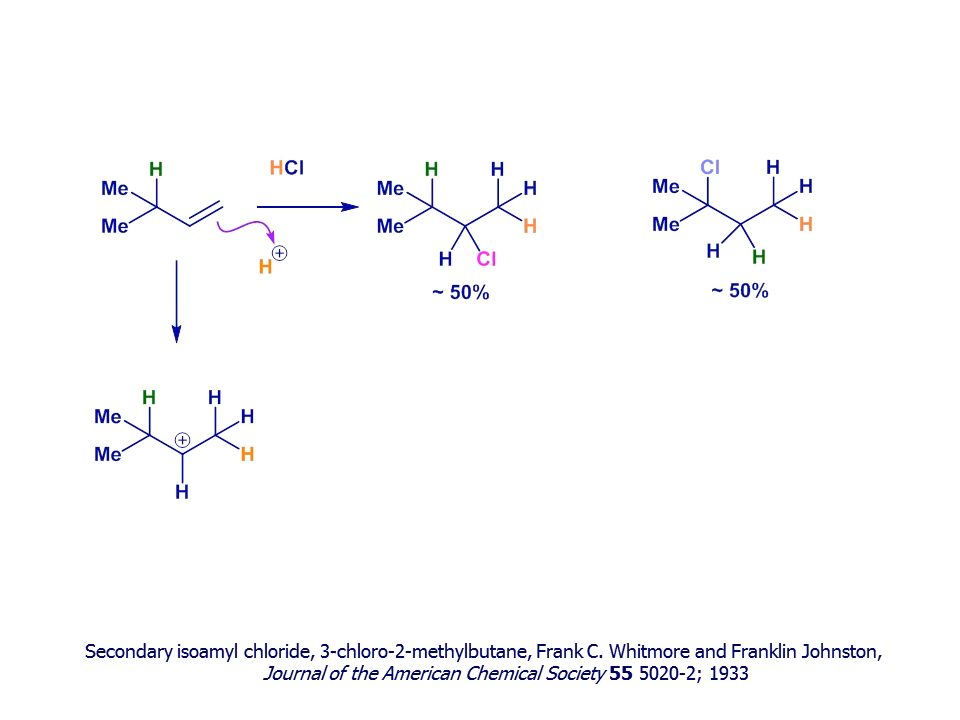 H HCl H H Cl H
Me Me H Me H
Me Me H Me H
H⊕ H Cl H H
~ 50% ~ 50%
H H
Me ⊕ H
Me H
H
Secondary isoamyl chloride, 3-chloro-2-methylbutane, Frank C. Whitmore and Franklin Johnston,
Journal of the American Chemical Society 55 5020-2; 1933